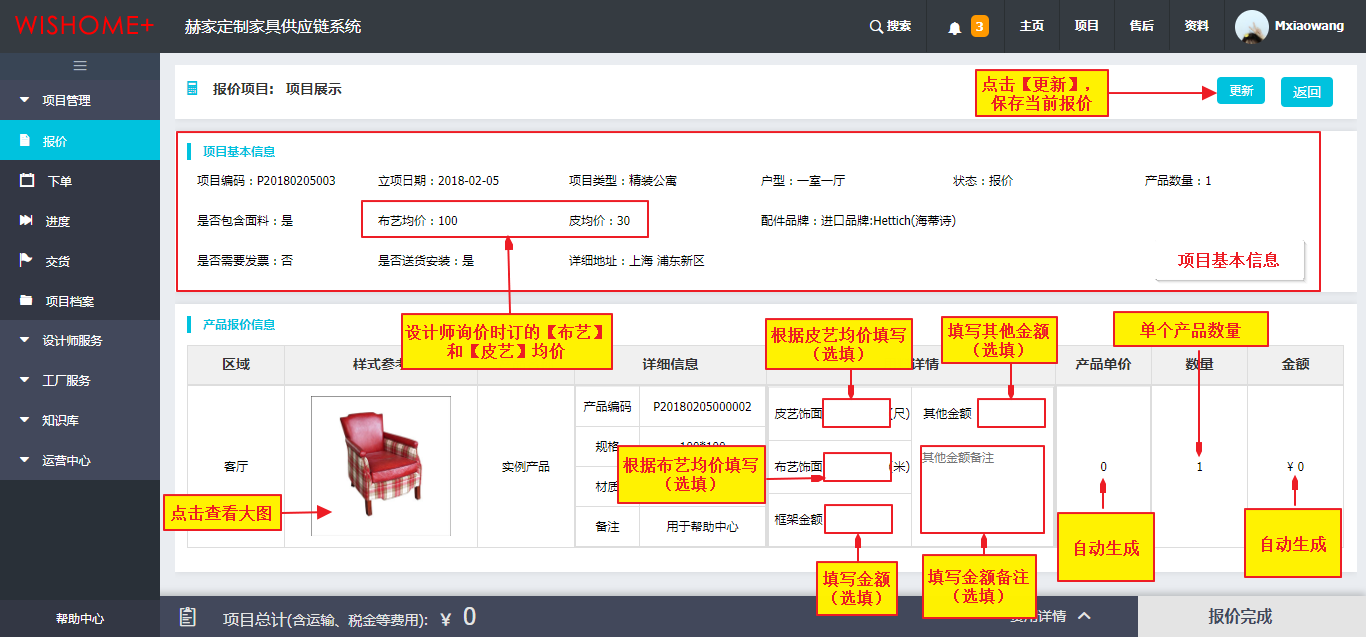 WISHOME+
赫家定制家具供应链系统
搜索
3
主页
项目
售后
资料
Mxiaowang
项目管理
报价
下单
进度
交货
项目档案
设计师服务
工厂服务
知识库
运营中心
帮助中心
报价项目： 项目展示
点击【更新】，
保存当前报价
更新
返回
项目基本信息
项目编码：P20180205003
立项日期：2018-02-05
项目类型：精装公寓
户型：一室一厅
状态：报价
产品数量：1
是否包含面料：是
布艺均价：100
皮均价：30
配件品牌：进口品牌:Hettich(海蒂诗)
是否需要发票：否
是否送货安装：是
详细地址：上海 浦东新区
项目基本信息
设计师询价时订的【布艺】
和【皮艺】均价
产品报价信息
根据皮艺均价填写
（选填）
填写其他金额
（选填）
单个产品数量
区域
样式参考
详细信息
详情
产品单价
数量
金额
客厅
实例产品
产品编码
P20180205000002
规格
材质
备注
用于帮助中心
皮艺饰面
(尺)
布艺饰面
(米)
框架金额
其他金额
其他金额备注
0
1
¥ 0
根据布艺均价填写
（选填）
点击查看大图
填写金额
（选填）
填写金额备注
（选填）
自动生成
自动生成
项目总计(含运输、税金等费用): ¥ 0
费用详情
报价完成